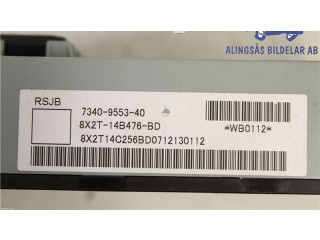 ALINGSÅS BILDELAR AB
RSJB
7340-9553-40
8X2T-14B476-BD
*WB0112*
8X2T14C256BD0712130112